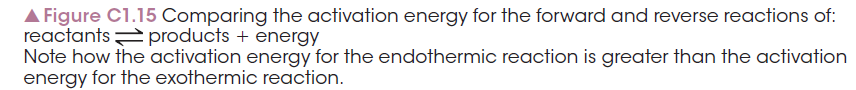 ▲ Figure C1.15 Comparing the activation energy for the forward and reverse reactions of:
reactants ⇌ products + energy
Note how the activation energy for the endothermic reaction is greater than the activation
energy for the exothermic reaction.